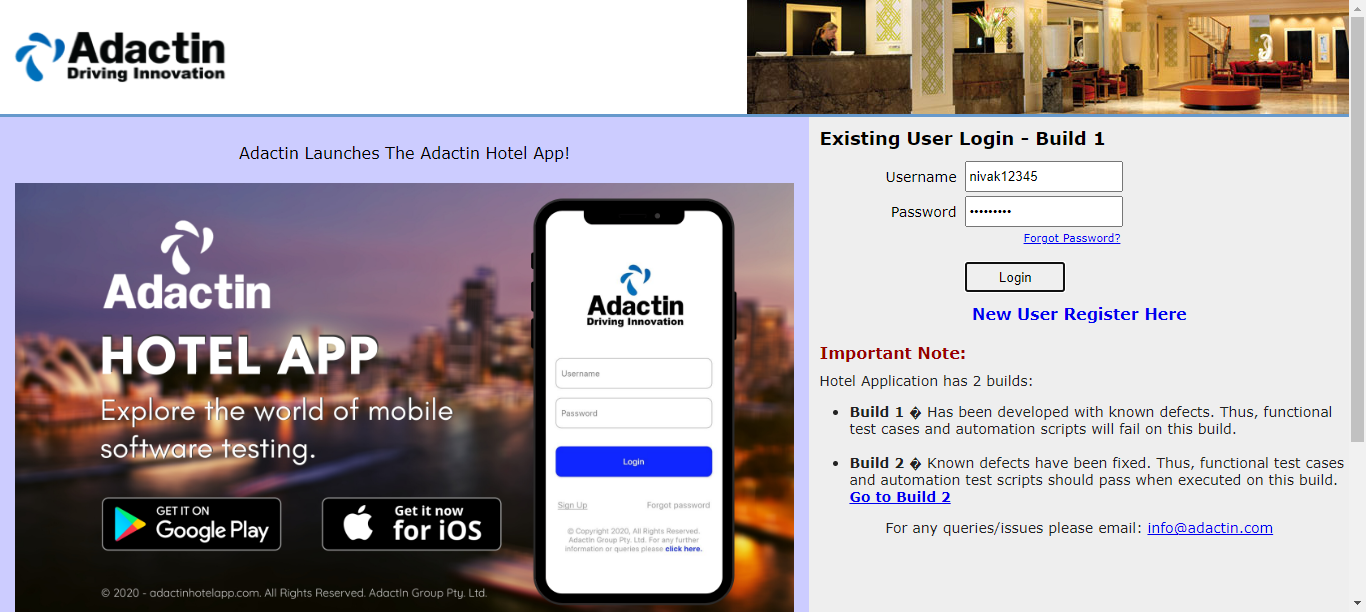 Adactin
Driving Innovation
Adactin Launches The Adactin Hotel App!
Adactin
HOTEL APP
Explore the world of mobile
software testing.
GET IT ON
Google Play
Get it now
for iOS
© 2020 - adactinhotelapp.com. All Rights Reserved. AdactIn Group Pty. Ltd.
Adactin
Driving Innovation
Username
Password
Login
Sign Up Forgot password
© Copyright 2020, All Rights Reserved.
AdactIn Group Pty. Ltd. For any further
information or queries please click here.
Existing User Login - Build 1
Username nivak12345
Password •••••••••
Forgot Password?
Login
New User Register Here
Important Note:
Hotel Application has 2 builds:
• Build 1 � Has been developed with known defects. Thus, functional
test cases and automation scripts will fail on this build.
• Build 2 � Known defects have been fixed. Thus, functional test cases
and automation test scripts should pass when executed on this build.
Go to Build 2
For any queries/issues please email: info@adactin.com